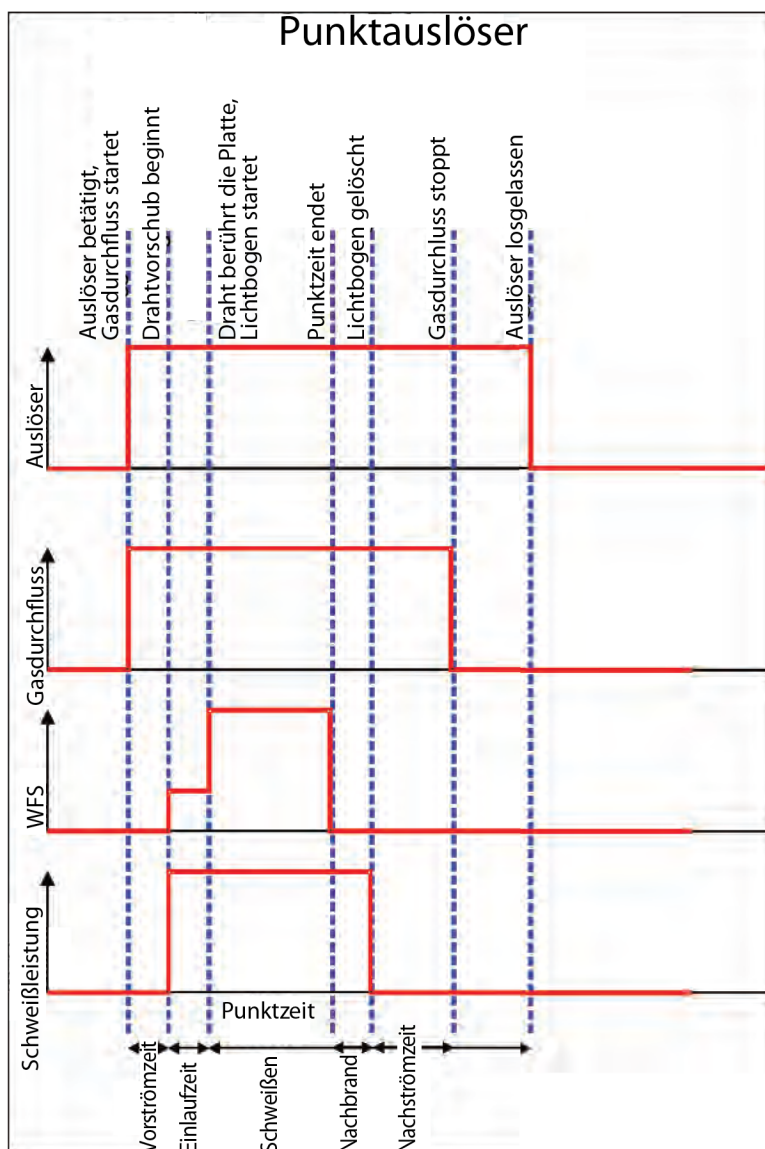 Punktauslöser
Auslöser betätigt,
Gasdurchfluss startet
Drahtvorschub beginnt
Draht berührt die Platte,
Lichtbogen startet
Punktzeit endet
Lichtbogen gelöscht
Gasdurchluss stoppt
Auslöser losgelassen
Auslöser
Gasdurchfluss
WFS
Schweißleistung
Punktzeit
Vorströmzeit
Einlaufzeit
Schweißen
Nachbrand
Nachströmzeit